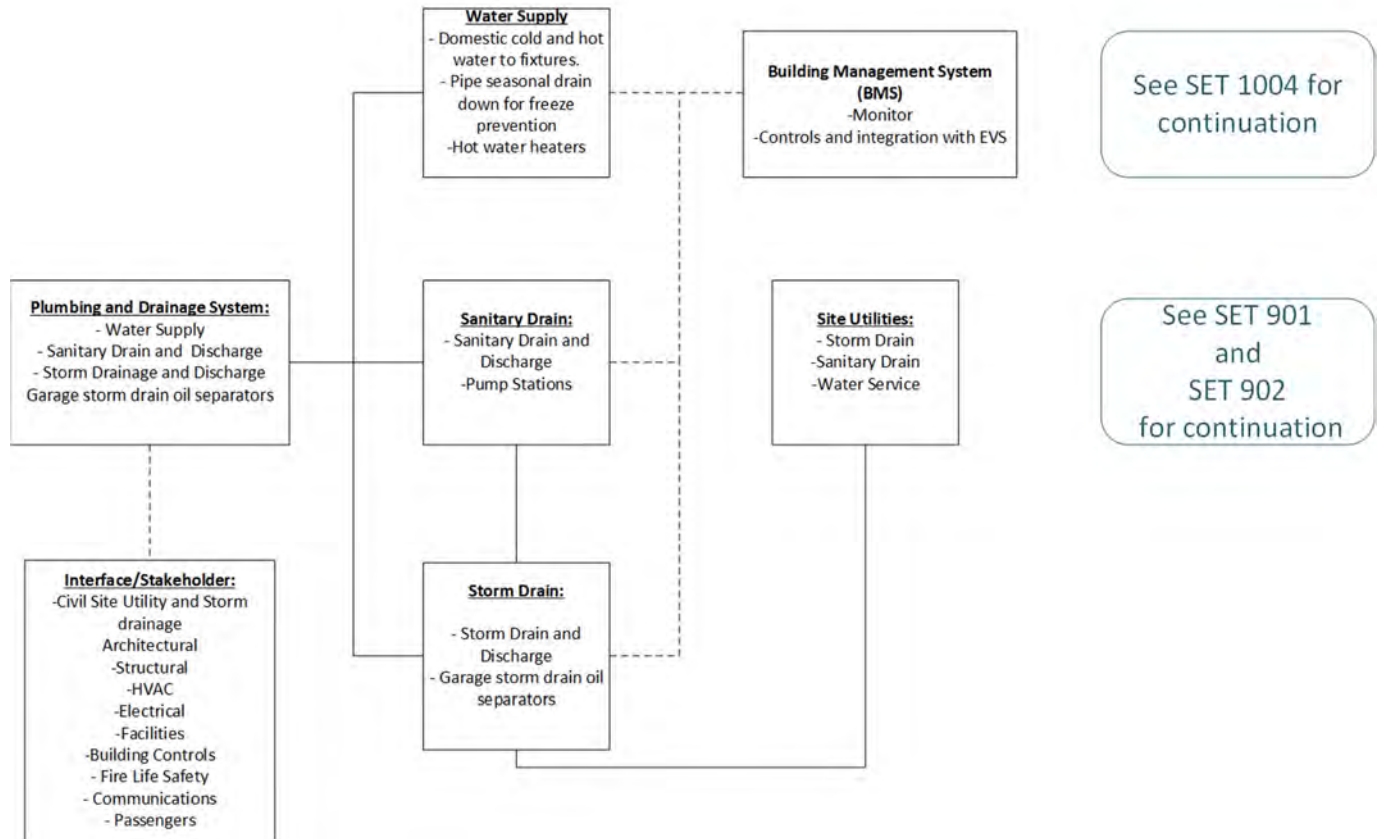 Water Supply
- Domestic cold and hot
water to fixtures.
- Pipe seasonal drain
down for freeze
prevention
-Hot water heaters
Building Management System
(BMS)
-Monitor
-Controls and integration with EVS
See SET 1004 for
continuation
Plumbing and Drainage System:
- Water Supply
- Sanitary Drain and Discharge
- Storm Drainage and Discharge
Garage storm drain oil separators
Sanitary Drain:
- Sanitary Drain and
Discharge
-Pump Stations
Site Utilities:
- Storm Drain
-Sanitary Drain
-Water Service
See SET 901
and
SET 902
for continuation
Interface/Stakeholder:
-Civil Site Utility and Storm
drainage
Architectural
-Structural
-HVAC
-Electrical
-Facilities
-Building Controls
- Fire Life Safety
- Communications
- Passengers
Storm Drain:
- Storm Drain and
Discharge
- Garage storm drain oil
separators